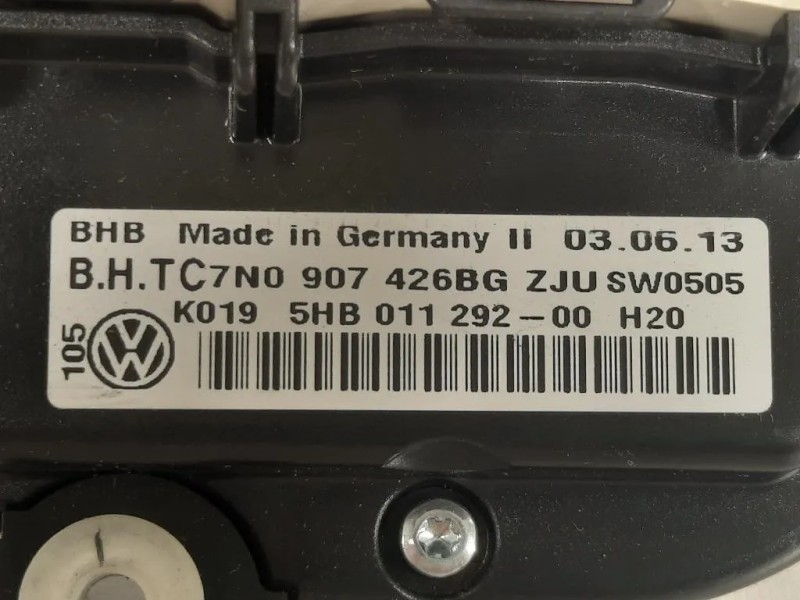 BHB Made in Germany II 03.06.13
B.H.TC7N0 907 426BG ZJU SW0505
K019 5HB 011 292-00 H20
105